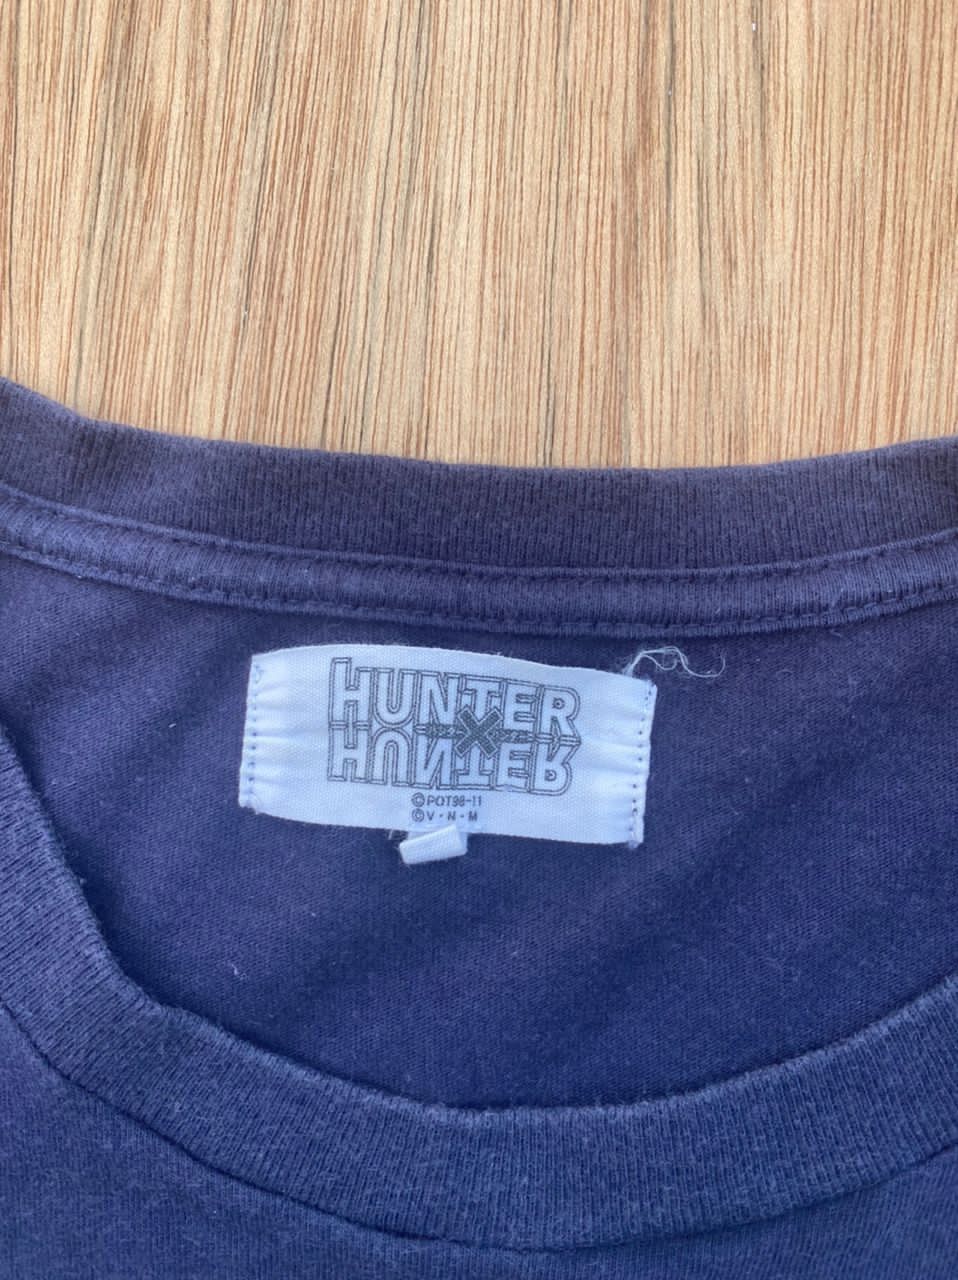 HUNTER
×
HUNTER
©POT98-11
©V・N・M